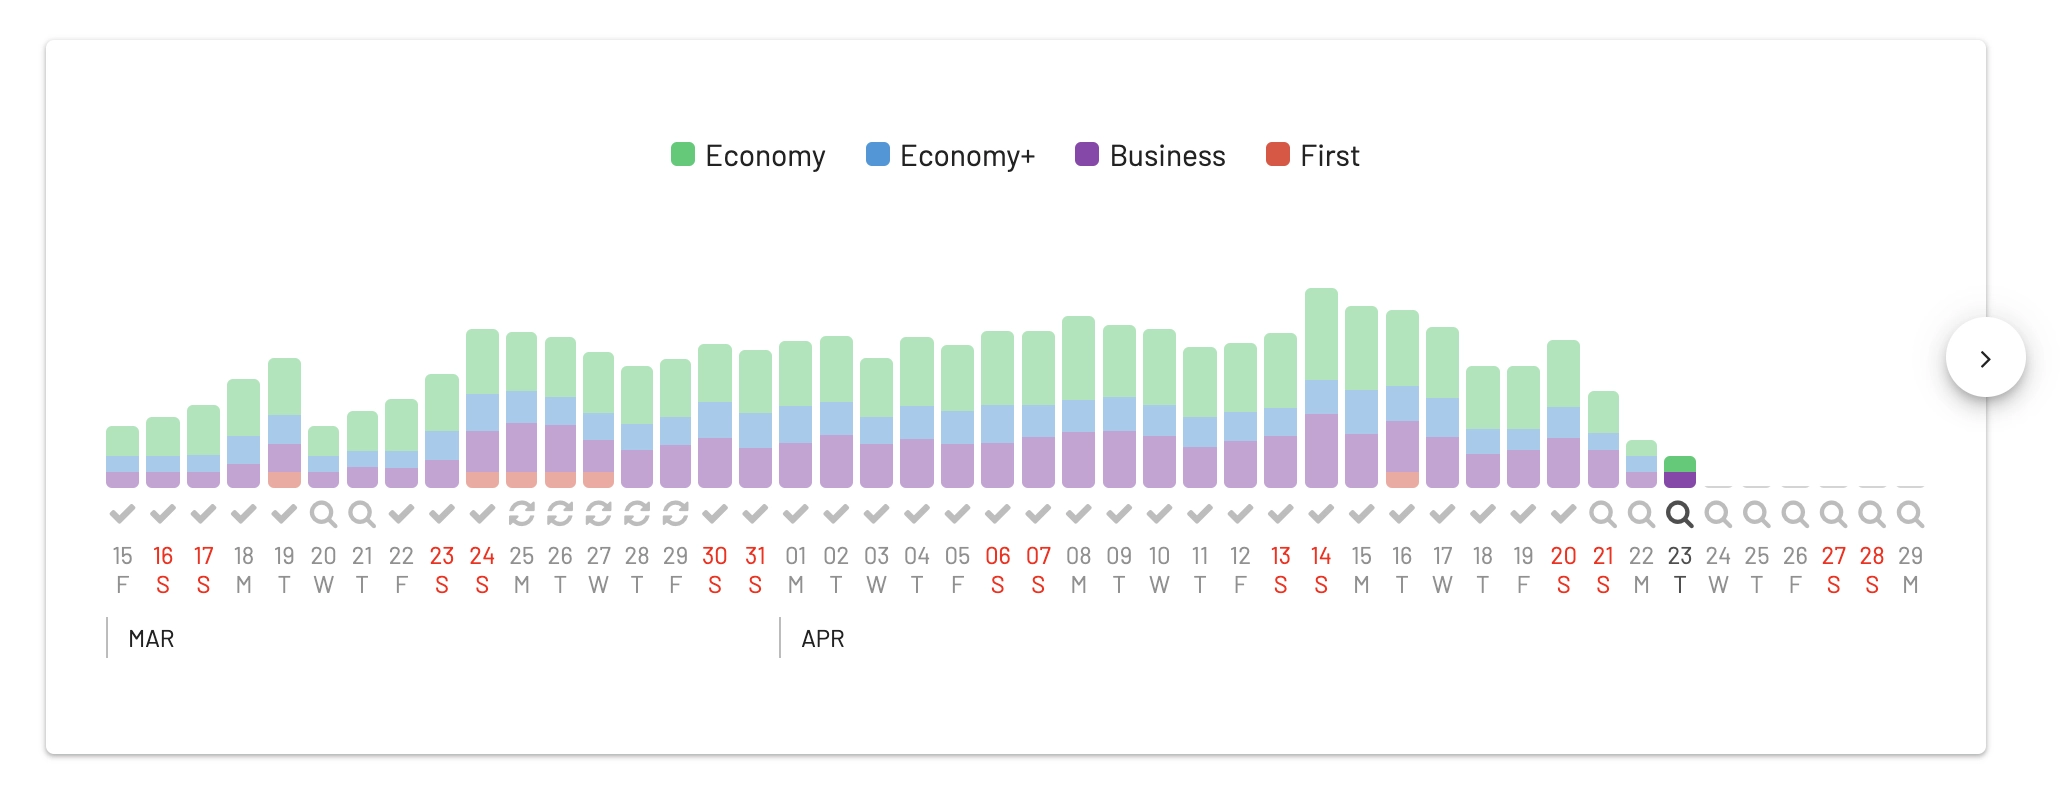 Economy Economy+ Business First
15 16 17 18 19 20 21 22 23 24 25 26 27 28 29 30 31 01 02 03 04 05 06 07 08 09 10 11 12 13 14 15 16 17 18 19 20 21 22 23 24 25 26 27 28 29
F S S M T W T F S S M T W T F S S M T W T F S S M T W T F S S M T W T F S S M T W T F S S M
MAR APR